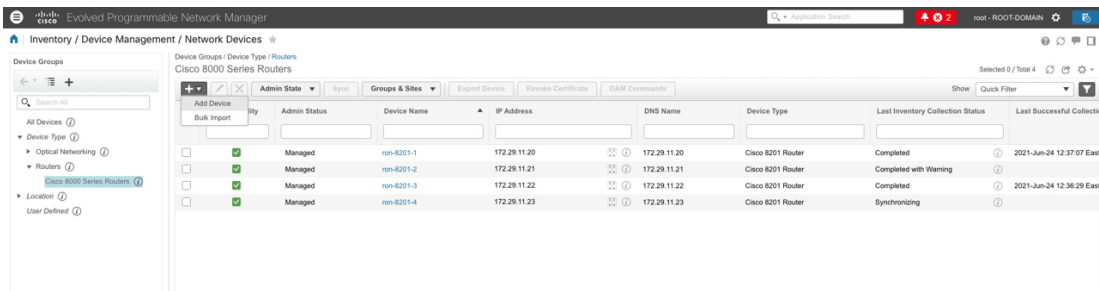 cisco Evolved Programmable Network Manager Application Search 2 root - ROOT-DOMAIN
Inventory / Device Management / Network Devices
Device Groups
Search All
All Devices
Device Type
Optical Networking
Routers
Cisco 8000 Series Routers
Location
User Defined
Device Groups / Device Type / Routers
Cisco 8000 Series Routers Selected 0 / Total 4
Admin State Sync Groups & Sites Export Device Revoke Certificate OAM Commands Show Quick Filter
Add Device
Bulk Import
ility Admin Status Device Name IP Address DNS Name Device Type Last Inventory Collection Status Last Successful Collecti
Managed ron-8201-1 172.29.11.20 172.29.11.20 Cisco 8201 Router Completed 2021-Jun-24 12:37:07 East
Managed ron-8201-2 172.29.11.21 172.29.11.21 Cisco 8201 Router Completed with Warning
Managed ron-8201-3 172.29.11.22 172.29.11.22 Cisco 8201 Router Completed 2021-Jun-24 12:36:29 East
Managed ron-8201-4 172.29.11.23 172.29.11.23 Cisco 8201 Router Synchronizing